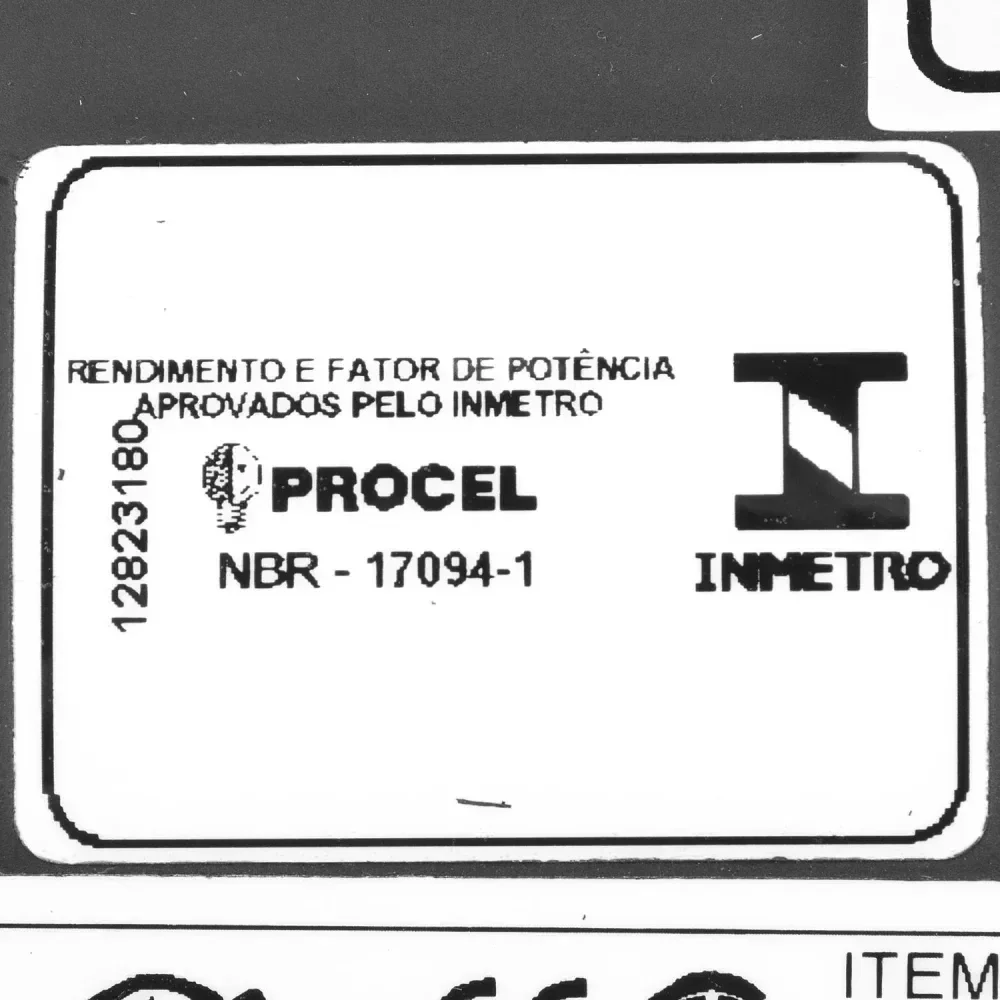 RENDIMENTO E FATOR DE POTÊNCIA
APROVADOS PELO INMETRO
12823180
PROCEL
NBR - 17094-1
INMETRO
ITEM